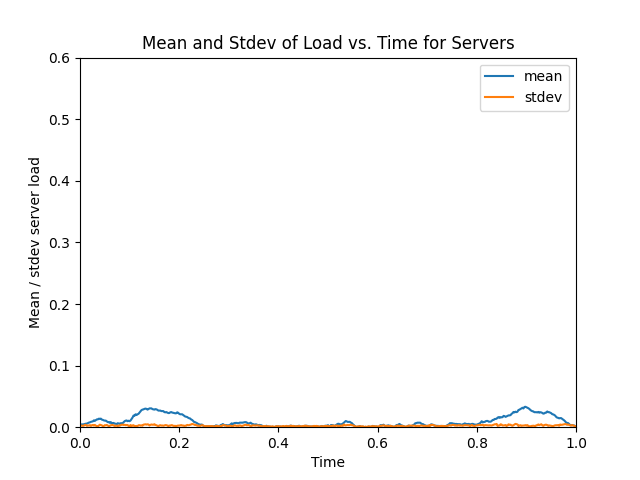 Mean and Stdev of Load vs. Time for Servers
mean
stdev
Mean / stdev server load
0.6
0.5
0.4
0.3
0.2
0.1
0.0
0.0 0.2 0.4 0.6 0.8 1.0
Time